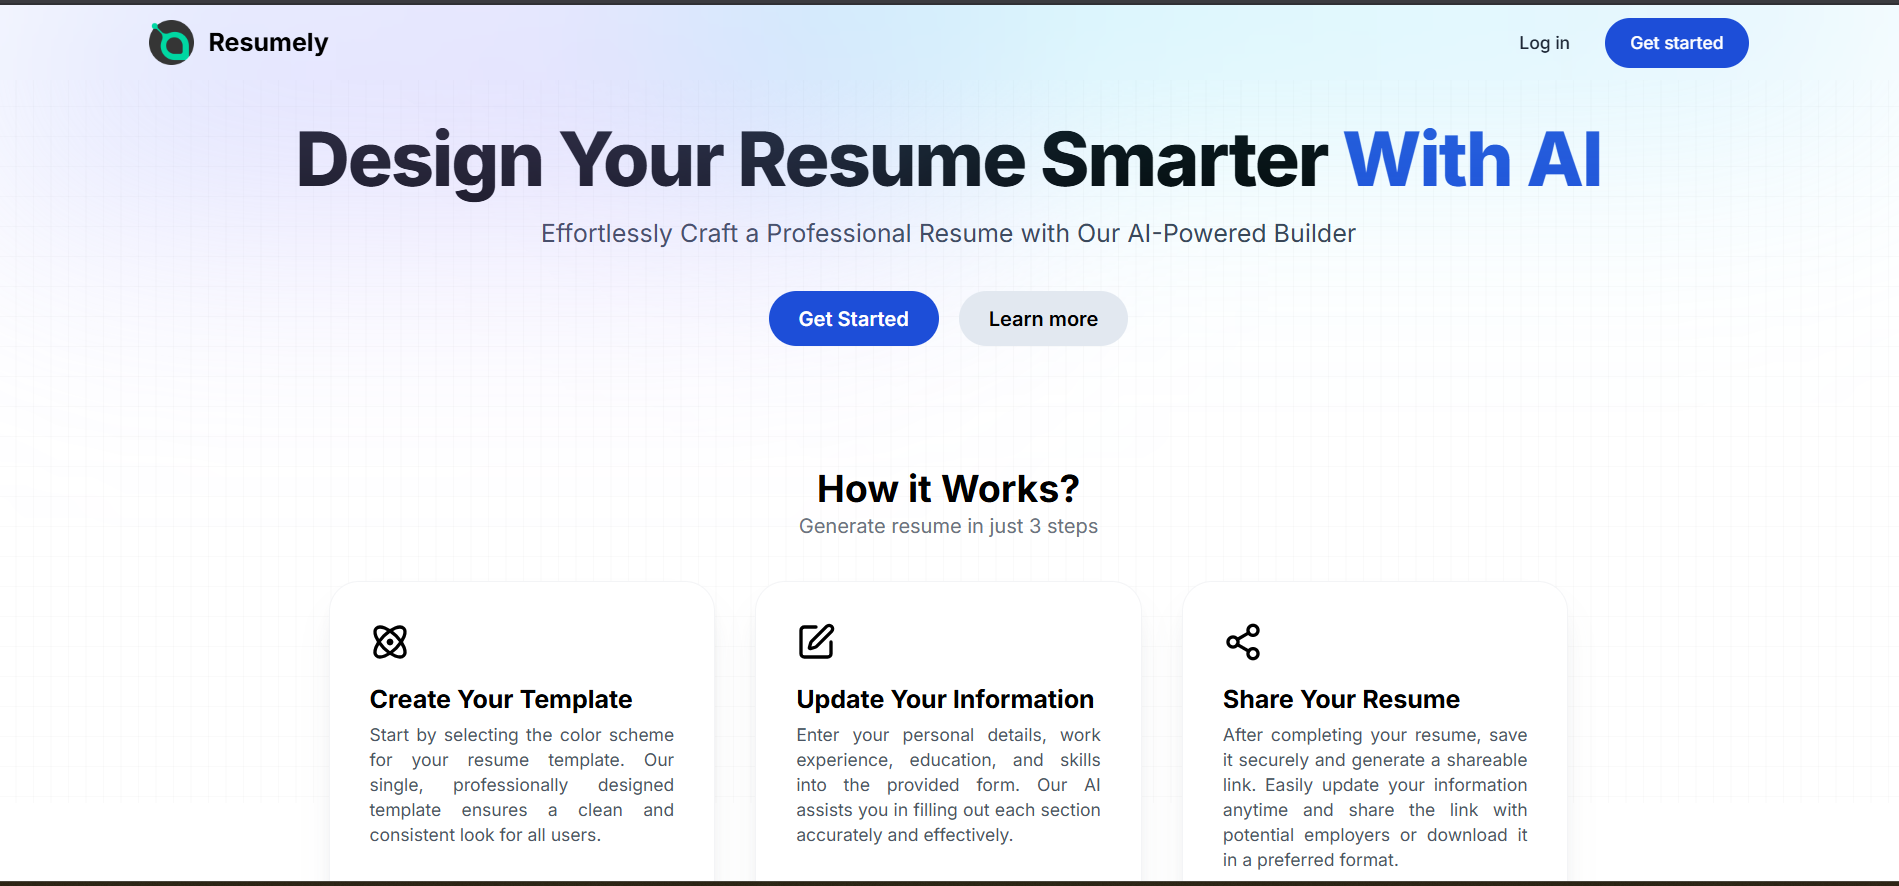 Resumely
Log in
Get started
Design Your Resume Smarter With AI
Effortlessly Craft a Professional Resume with Our AI-Powered Builder
Get Started
Learn more
How it Works?
Generate resume in just 3 steps
Create Your Template
Start by selecting the color scheme
for your resume template. Our
single, professionally designed
template ensures a clean and
consistent look for all users.
Update Your Information
Enter your personal details, work
experience, education, and skills
into the provided form. Our AI
assists you in filling out each section
accurately and effectively.
Share Your Resume
After completing your resume, save
it securely and generate a shareable
link. Easily update your information
anytime and share the link with
potential employers or download it
in a preferred format.